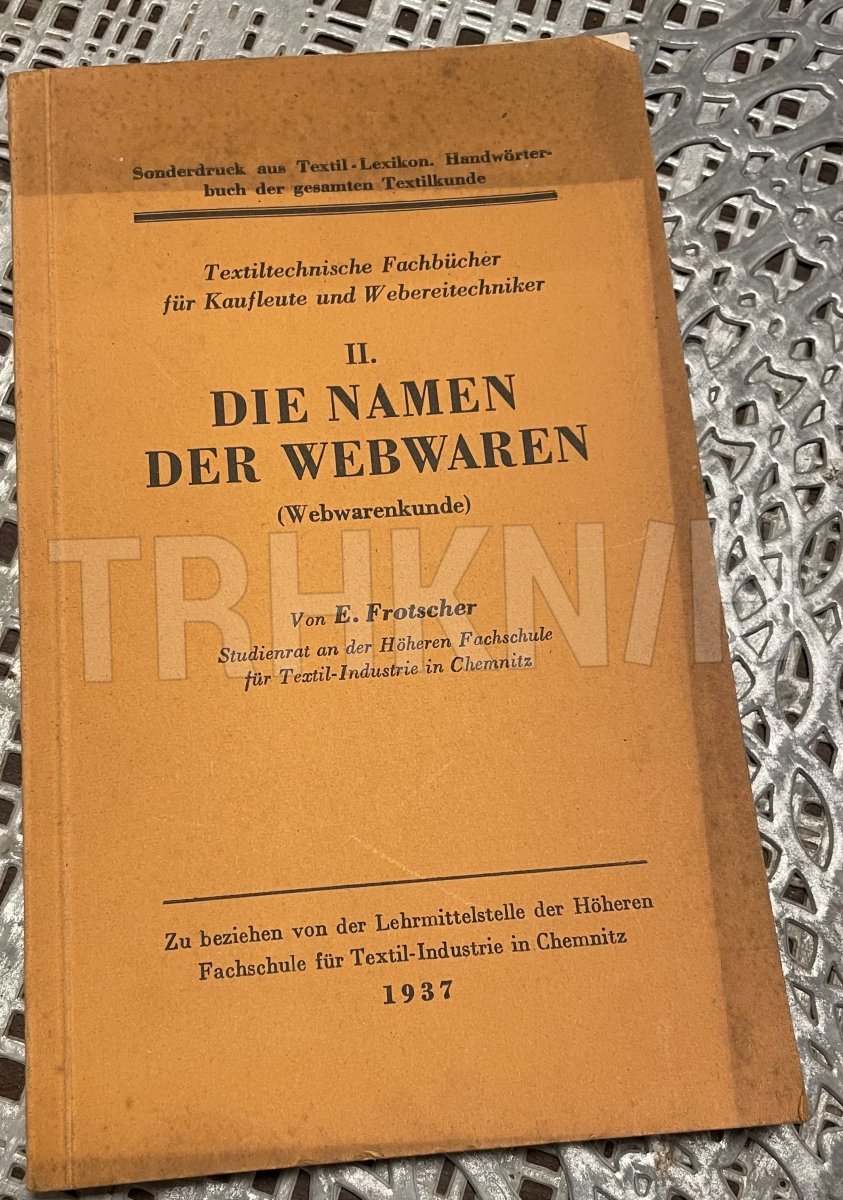 Sonderdruck aus Textil-Lexikon. Handwörter-
buch der gesamten Textilkunde
Textiltechnische Fachbücher
für Kaufleute und Webereitechniker
II.
DIE NAMEN
DER WEBWAREN
(Webwarenkunde)
TRHKN/I
Von E. Frotscher
Studienrat an der Höheren Fachschule
für Textil-Industrie in Chemnitz
Zu beziehen von der Lehrmittelstelle der Höheren
Fachschule für Textil-Industrie in Chemnitz
1937